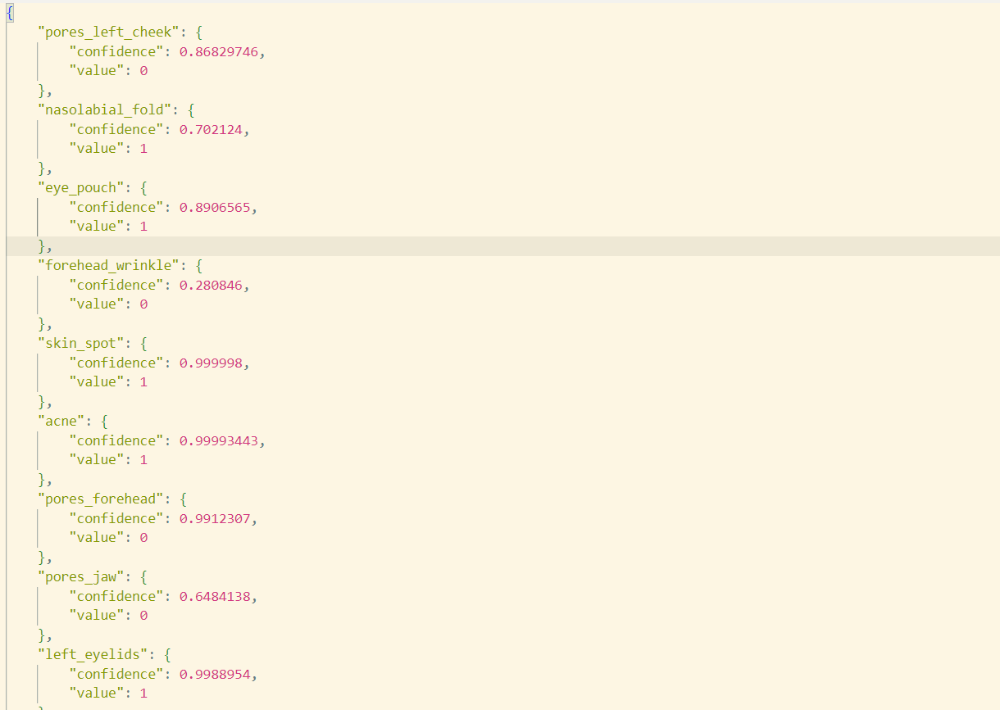 {
"pores_left_cheek": {
"confidence": 0.86829746,
"value": 0
},
"nasolabial_fold": {
"confidence": 0.702124,
"value": 1
},
"eye_pouch": {
"confidence": 0.8906565,
"value": 1
},
"forehead_wrinkle": {
"confidence": 0.280846,
"value": 0
},
"skin_spot": {
"confidence": 0.999998,
"value": 1
},
"acne": {
"confidence": 0.99993443,
"value": 1
},
"pores_forehead": {
"confidence": 0.9912307,
"value": 0
},
"pores_jaw": {
"confidence": 0.6484138,
"value": 0
},
"left_eyelids": {
"confidence": 0.9988954,
"value": 1